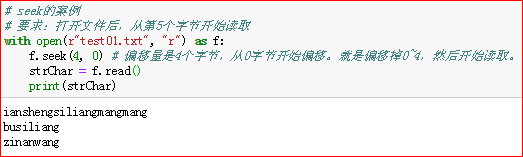 # seek的案例
# 要求：打开文件后，从第5个字节开始读取
with open(r"test01.txt", "r") as f:
    f.seek(4, 0) # 偏移量是4个字节，从0字节开始偏移。就是偏移掉0~4，然后开始读取。
    strChar = f.read()
    print(strChar)
ianshengsiliangmangmang
busiliang
zinanwang